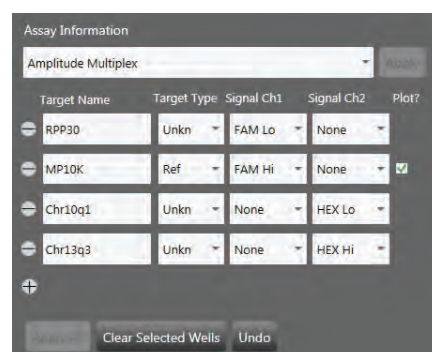 Assay Information
Amplitude Multiplex Apply
Target Name Target Type Signal Ch1 Signal Ch2 Plot?
RPP30 Unkn FAM Lo None
MP10K Ref FAM Hi None
Chr10q1 Unkn None HEX Lo
Chr13q3 Unkn None HEX Hi
Clear Selected Wells Undo